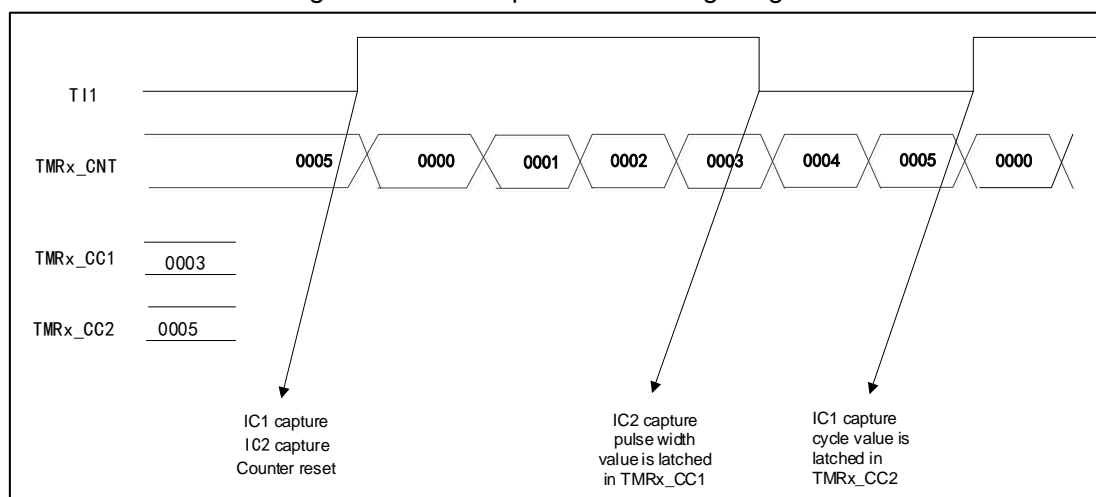 TI1
TMRx_CNT
0005 0000 0001 0002 0003 0004 0005 0000
TMRx_CC1
0003
TMRx_CC2
0005
IC1 capture
IC2 capture
Counter reset
IC2 capture
pulse width
value is latched
in TMRx_CC1
IC1 capture
cycle value is
latched in
TMRx_CC2